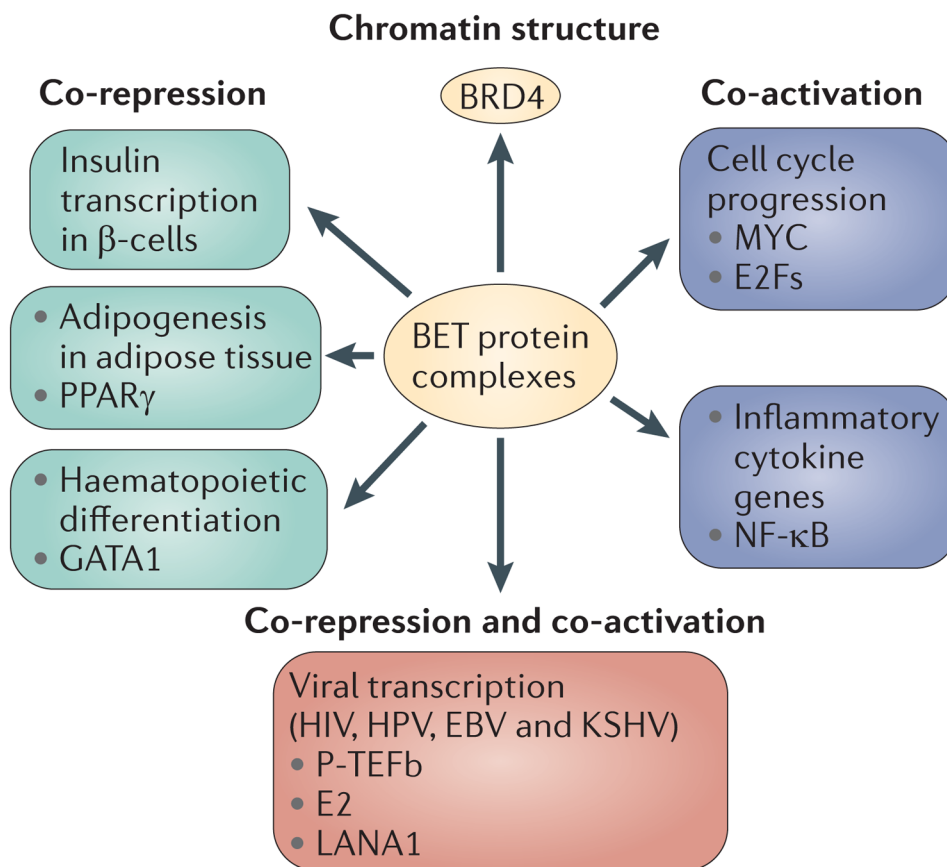 Chromatin structure
BRD4
Co-repression
Insulin
transcription
in β-cells
• Adipogenesis
in adipose tissue
• PPARγ
• Haematopoietic
differentiation
• GATA1
BET protein
complexes
Co-activation
Cell cycle
progression
• MYC
• E2Fs
• Inflammatory
cytokine
genes
• NF-κB
Co-repression and co-activation
Viral transcription
(HIV, HPV, EBV and KSHV)
• P-TEFb
• E2
• LANA1